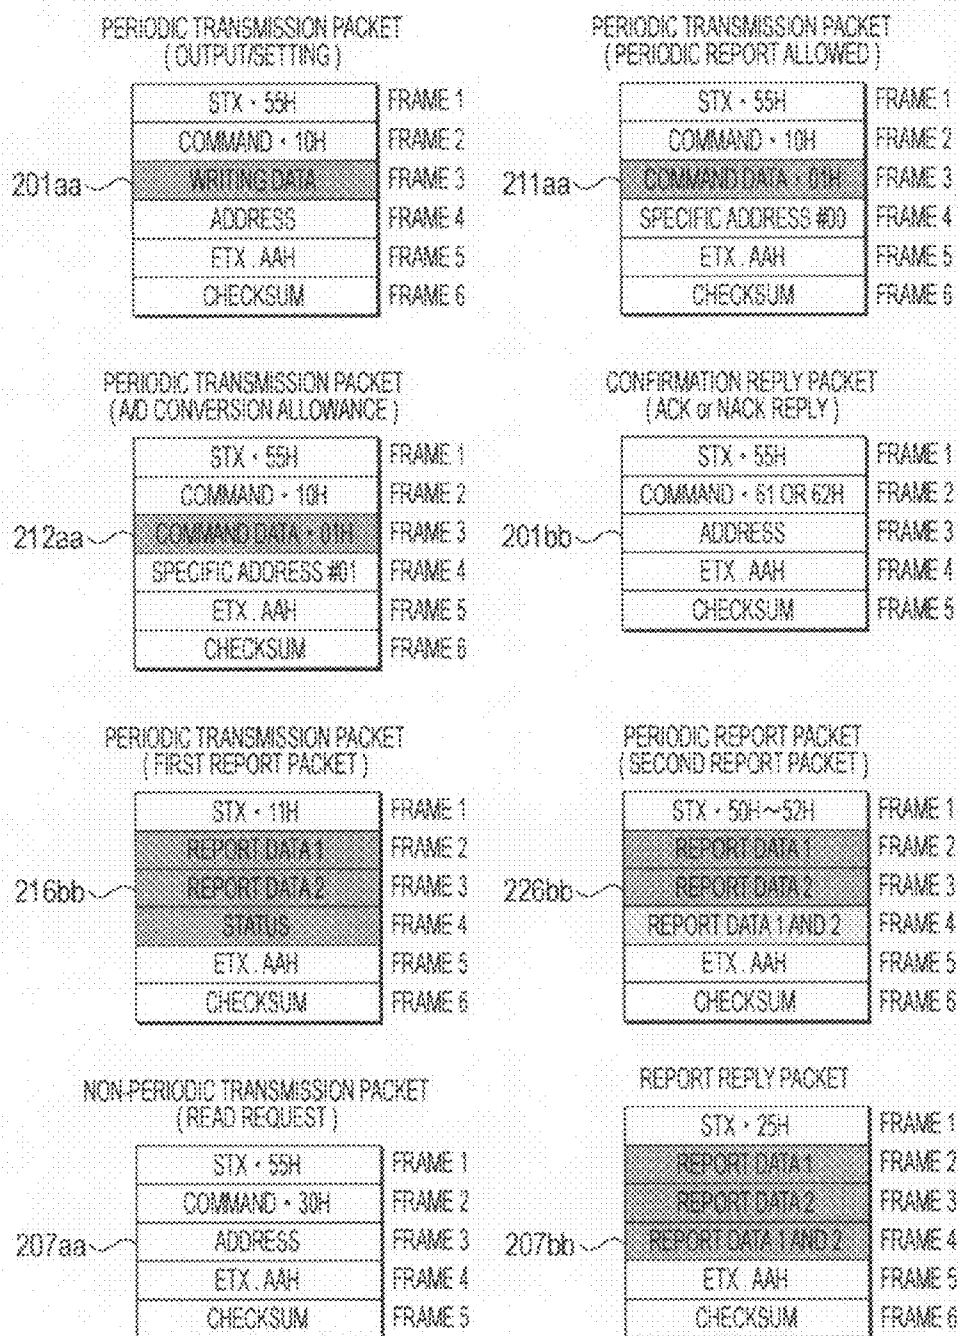 PERIODIC TRANSMISSION PACKET
( OUTPUT/SETTING )
STX · 55H FRAME 1
COMMAND · 10H FRAME 2
201aa WRITING DATA FRAME 3
ADDRESS FRAME 4
ETX . AAH FRAME 5
CHECKSUM FRAME 6
PERIODIC TRANSMISSION PACKET
( PERIODIC REPORT ALLOWED )
STX · 55H FRAME 1
COMMAND · 10H FRAME 2
211aa COMMAND DATA · 01H FRAME 3
SPECIFIC ADDRESS #00 FRAME 4
ETX . AAH FRAME 5
CHECKSUM FRAME 6
PERIODIC TRANSMISSION PACKET
( A/D CONVERSION ALLOWANCE )
STX · 55H FRAME 1
COMMAND · 10H FRAME 2
212aa COMMAND DATA · 01H FRAME 3
SPECIFIC ADDRESS #01 FRAME 4
ETX . AAH FRAME 5
CHECKSUM FRAME 6
CONFIRMATION REPLY PACKET
( ACK or NACK REPLY )
STX · 55H FRAME 1
COMMAND · 61 OR 62H FRAME 2
201bb ADDRESS FRAME 3
ETX . AAH FRAME 4
CHECKSUM FRAME 5
PERIODIC TRANSMISSION PACKET
( FIRST REPORT PACKET )
STX · 11H FRAME 1
REPORT DATA 1 FRAME 2
216bb REPORT DATA 2 FRAME 3
STATUS FRAME 4
ETX . AAH FRAME 5
CHECKSUM FRAME 6
PERIODIC REPORT PACKET
( SECOND REPORT PACKET )
STX · 50H～52H FRAME 1
REPORT DATA 1 FRAME 2
226bb REPORT DATA 2 FRAME 3
REPORT DATA 1 AND 2 FRAME 4
ETX . AAH FRAME 5
CHECKSUM FRAME 6
NON-PERIODIC TRANSMISSION PACKET
( READ REQUEST )
STX · 55H FRAME 1
COMMAND · 30H FRAME 2
207aa ADDRESS FRAME 3
ETX . AAH FRAME 4
CHECKSUM FRAME 5
REPORT REPLY PACKET
STX · 25H FRAME 1
REPORT DATA 1 FRAME 2
REPORT DATA 2 FRAME 3
207bb REPORT DATA 1 AND 2 FRAME 4
ETX . AAH FRAME 5
CHECKSUM FRAME 6